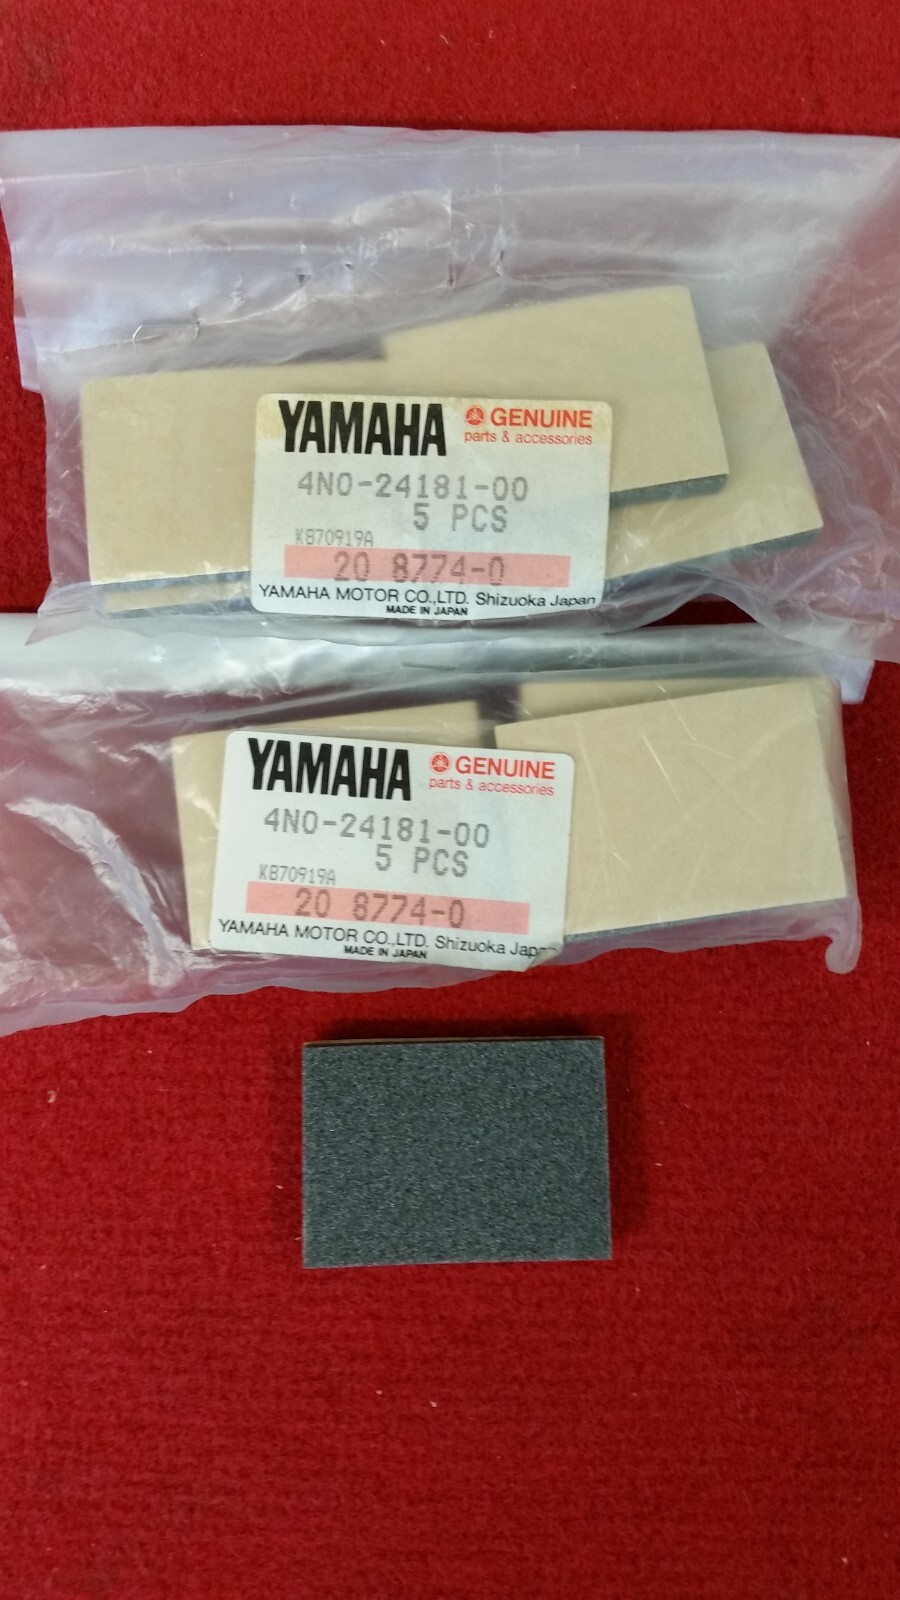 YAMAHA GENUINE
parts & accessories
4N0-24181-00
5 PCS
K870919A
20 8774-0
YAMAHA MOTOR CO.,LTD. Shizuoka Japan
MADE IN JAPAN
YAMAHA GENUINE
parts & accessories
4N0-24181-00
5 PCS
K870919A
20 8774-0
YAMAHA MOTOR CO.,LTD. Shizuoka Japan
MADE IN JAPAN